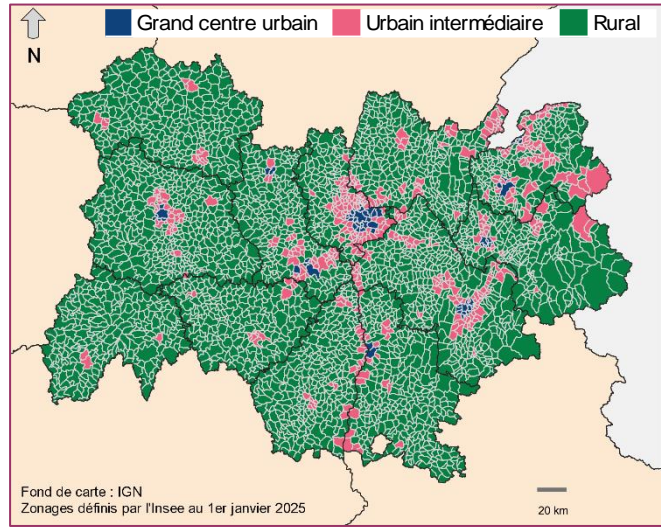 Grand centre urbain Urbain intermédiaire Rural
N
Fond de carte : IGN
Zonages définis par l'Insee au 1er janvier 2025
20 km